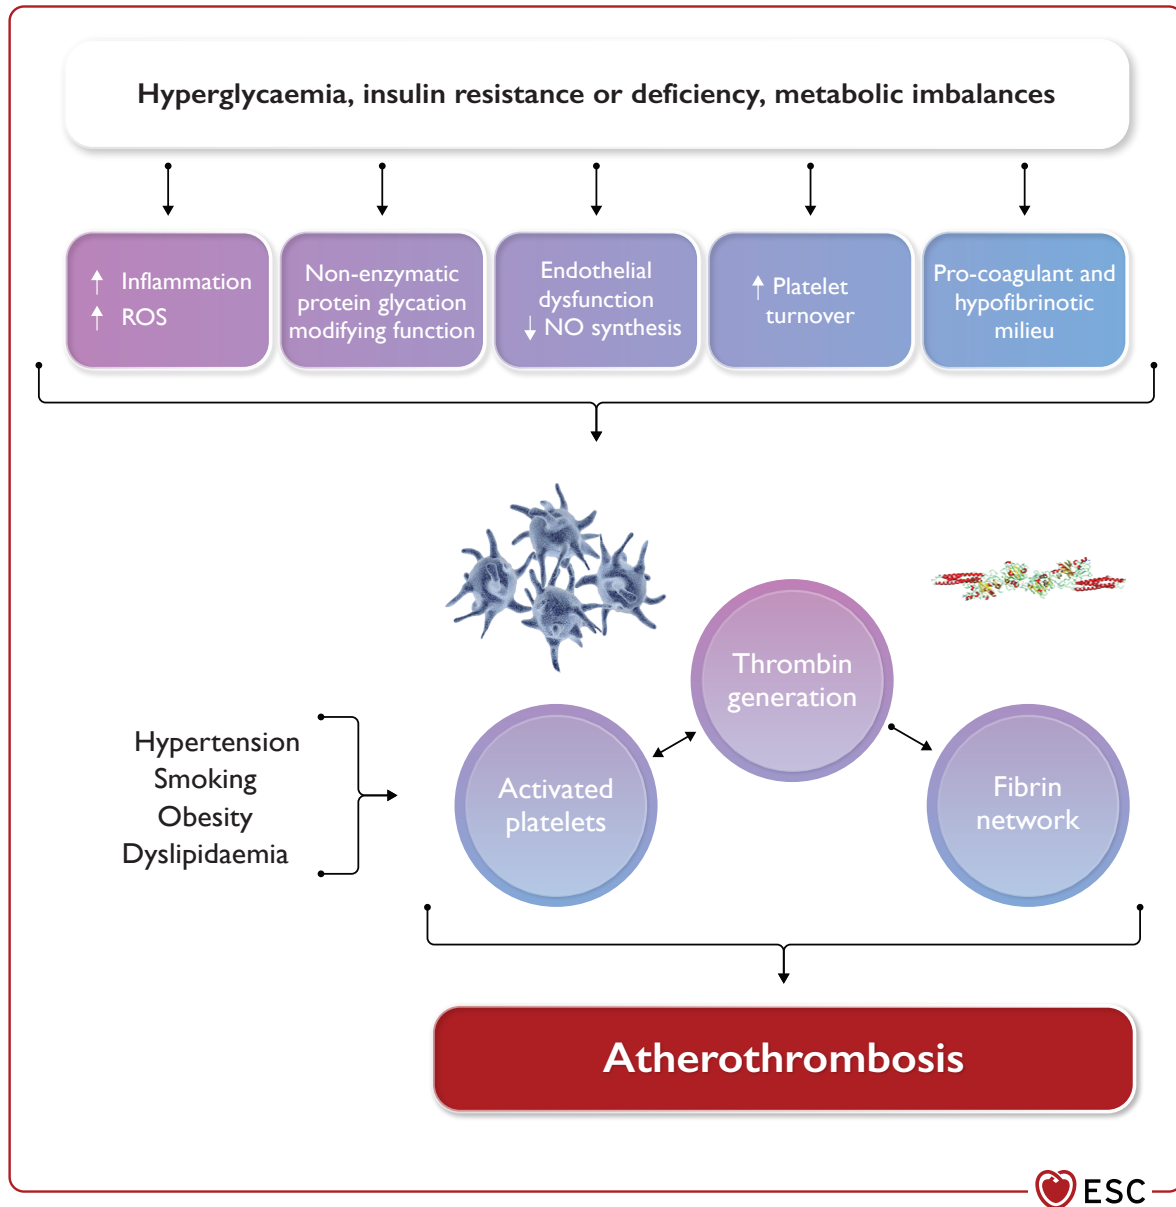 Hyperglycaemia, insulin resistance or deficiency, metabolic imbalances
↑ Inflammation
↑ ROS
Non-enzymatic
protein glycation
modifying function
Endothelial
dysfunction
↓ NO synthesis
↑ Platelet
turnover
Pro-coagulant and
hypofibrinotic
milieu
Thrombin
generation
Hypertension
Smoking
Obesity
Dyslipidaemia
Activated
platelets
Fibrin
network
Atherothrombosis
ESC